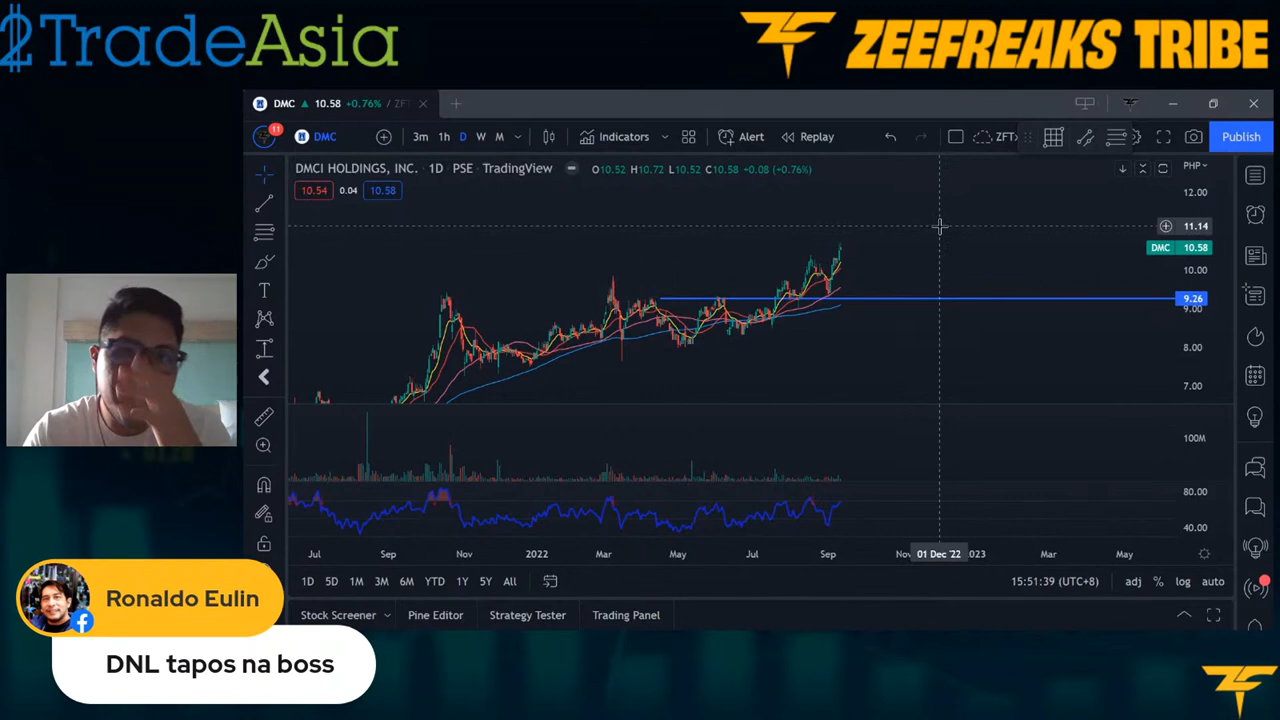 2TradeAsia
ZEEFREAKS TRIBE
DMC 10.58 +0.76% / ZFT
11
DMC
3m 1h D W M
Indicators
Alert
Replay
ZFT
Publish
DMCI HOLDINGS, INC. · 1D · PSE · TradingView
O10.52 H10.72 L10.52 C10.58 +0.08 (+0.76%)
PHP
10.54 0.04 10.58
12.00
11.14
DMC 10.58
10.00
9.26
9.00
8.00
7.00
100M
80.00
40.00
Jul Sep Nov 2022 Mar May Jul Sep Nov 01 Dec '22 2023 Mar May
1D 5D 1M 3M 6M YTD 1Y 5Y All
15:51:39 (UTC+8) adj % log auto
Stock Screener Pine Editor Strategy Tester Trading Panel
Ronaldo Eulin
DNL tapos na boss